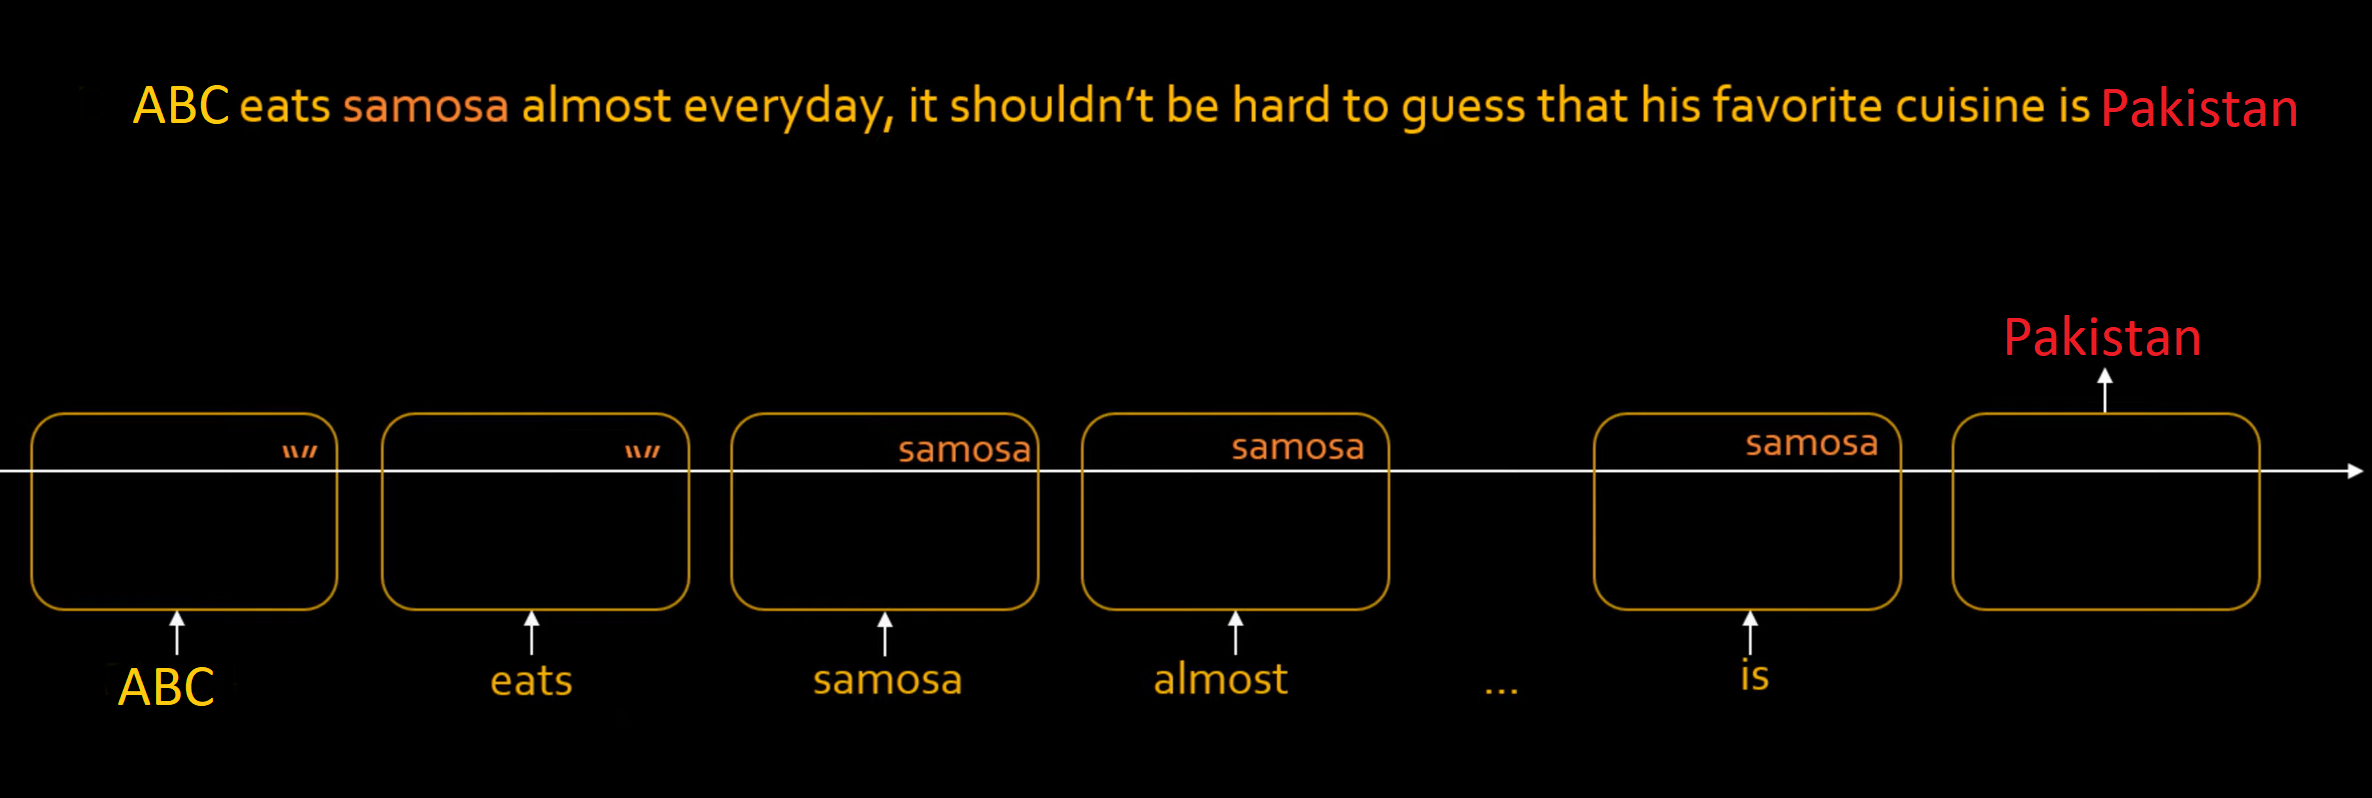 ABC eats samosa almost everyday, it shouldn't be hard to guess that his favorite cuisine is Pakistan
Pakistan
“” “” samosa samosa samosa
ABC eats samosa almost ... is